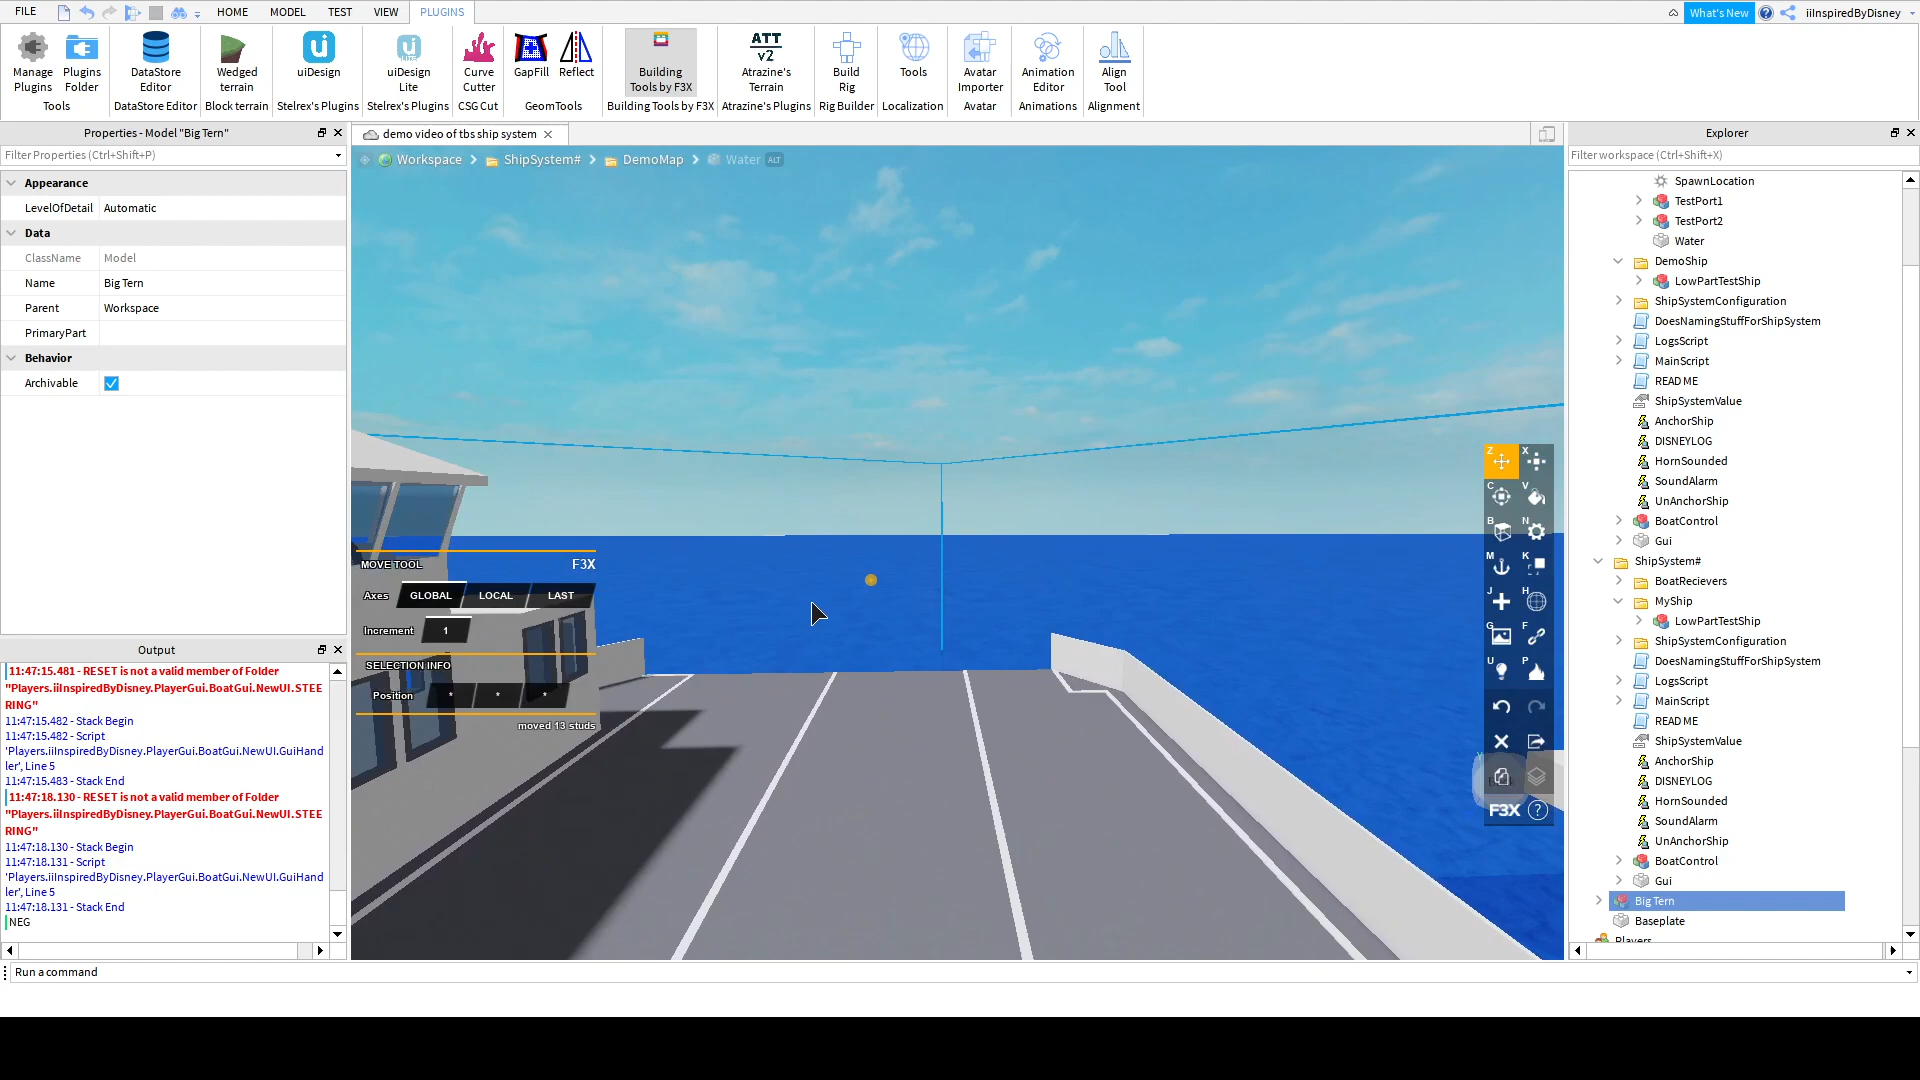 FILE HOME MODEL TEST VIEW PLUGINS What's New iiInspiredByDisney
Manage Plugins
Plugins Folder
Tools
DataStore Editor
DataStore Editor
Wedged terrain
Block terrain
uiDesign
Stelrex's Plugins
uiDesign Lite
Stelrex's Plugins
Curve Cutter
CSG Cut
GapFill
Reflect
GeomTools
Building Tools by F3X
Building Tools by F3X
ATT v2
Atrazine's Terrain
Atrazine's Plugins
Build Rig
Rig Builder
Tools
Localization
Avatar Importer
Avatar
Animation Editor
Animations
Align Tool
Alignment
Properties - Model "Big Tern"
Filter Properties (Ctrl+Shift+P)
Appearance
LevelOfDetail Automatic
Data
ClassName Model
Name Big Tern
Parent Workspace
PrimaryPart
Behavior
Archivable
Output
11:47:15.481 - RESET is not a valid member of Folder
"Players.iiInspiredByDisney.PlayerGui.BoatGui.NewUI.STEE
RING"
11:47:15.482 - Stack Begin
11:47:15.482 - Script
'Players.iiInspiredByDisney.PlayerGui.BoatGui.NewUI.GuiHand
ler', Line 5
11:47:15.483 - Stack End
11:47:18.130 - RESET is not a valid member of Folder
"Players.iiInspiredByDisney.PlayerGui.BoatGui.NewUI.STEE
RING"
11:47:18.130 - Stack Begin
11:47:18.131 - Script
'Players.iiInspiredByDisney.PlayerGui.BoatGui.NewUI.GuiHand
ler', Line 5
11:47:18.131 - Stack End
NEG
Run a command
demo video of tbs ship system
Workspace ShipSystem# DemoMap Water ALT
MOVE TOOL F3X
Axes GLOBAL LOCAL LAST
Increment 1
SELECTION INFO
Position * * *
moved 13 studs
Z X
C V
B N
M K
J H
G F
U P
F3X ?
Explorer
Filter workspace (Ctrl+Shift+X)
SpawnLocation
TestPort1
TestPort2
Water
DemoShip
LowPartTestShip
ShipSystemConfiguration
DoesNamingStuffForShipSystem
LogsScript
MainScript
READ ME
ShipSystemValue
AnchorShip
DISNEYLOG
HornSounded
SoundAlarm
UnAnchorShip
BoatControl
Gui
ShipSystem#
BoatRecievers
MyShip
LowPartTestShip
ShipSystemConfiguration
DoesNamingStuffForShipSystem
LogsScript
MainScript
READ ME
ShipSystemValue
AnchorShip
DISNEYLOG
HornSounded
SoundAlarm
UnAnchorShip
BoatControl
Gui
Big Tern
Baseplate
Players